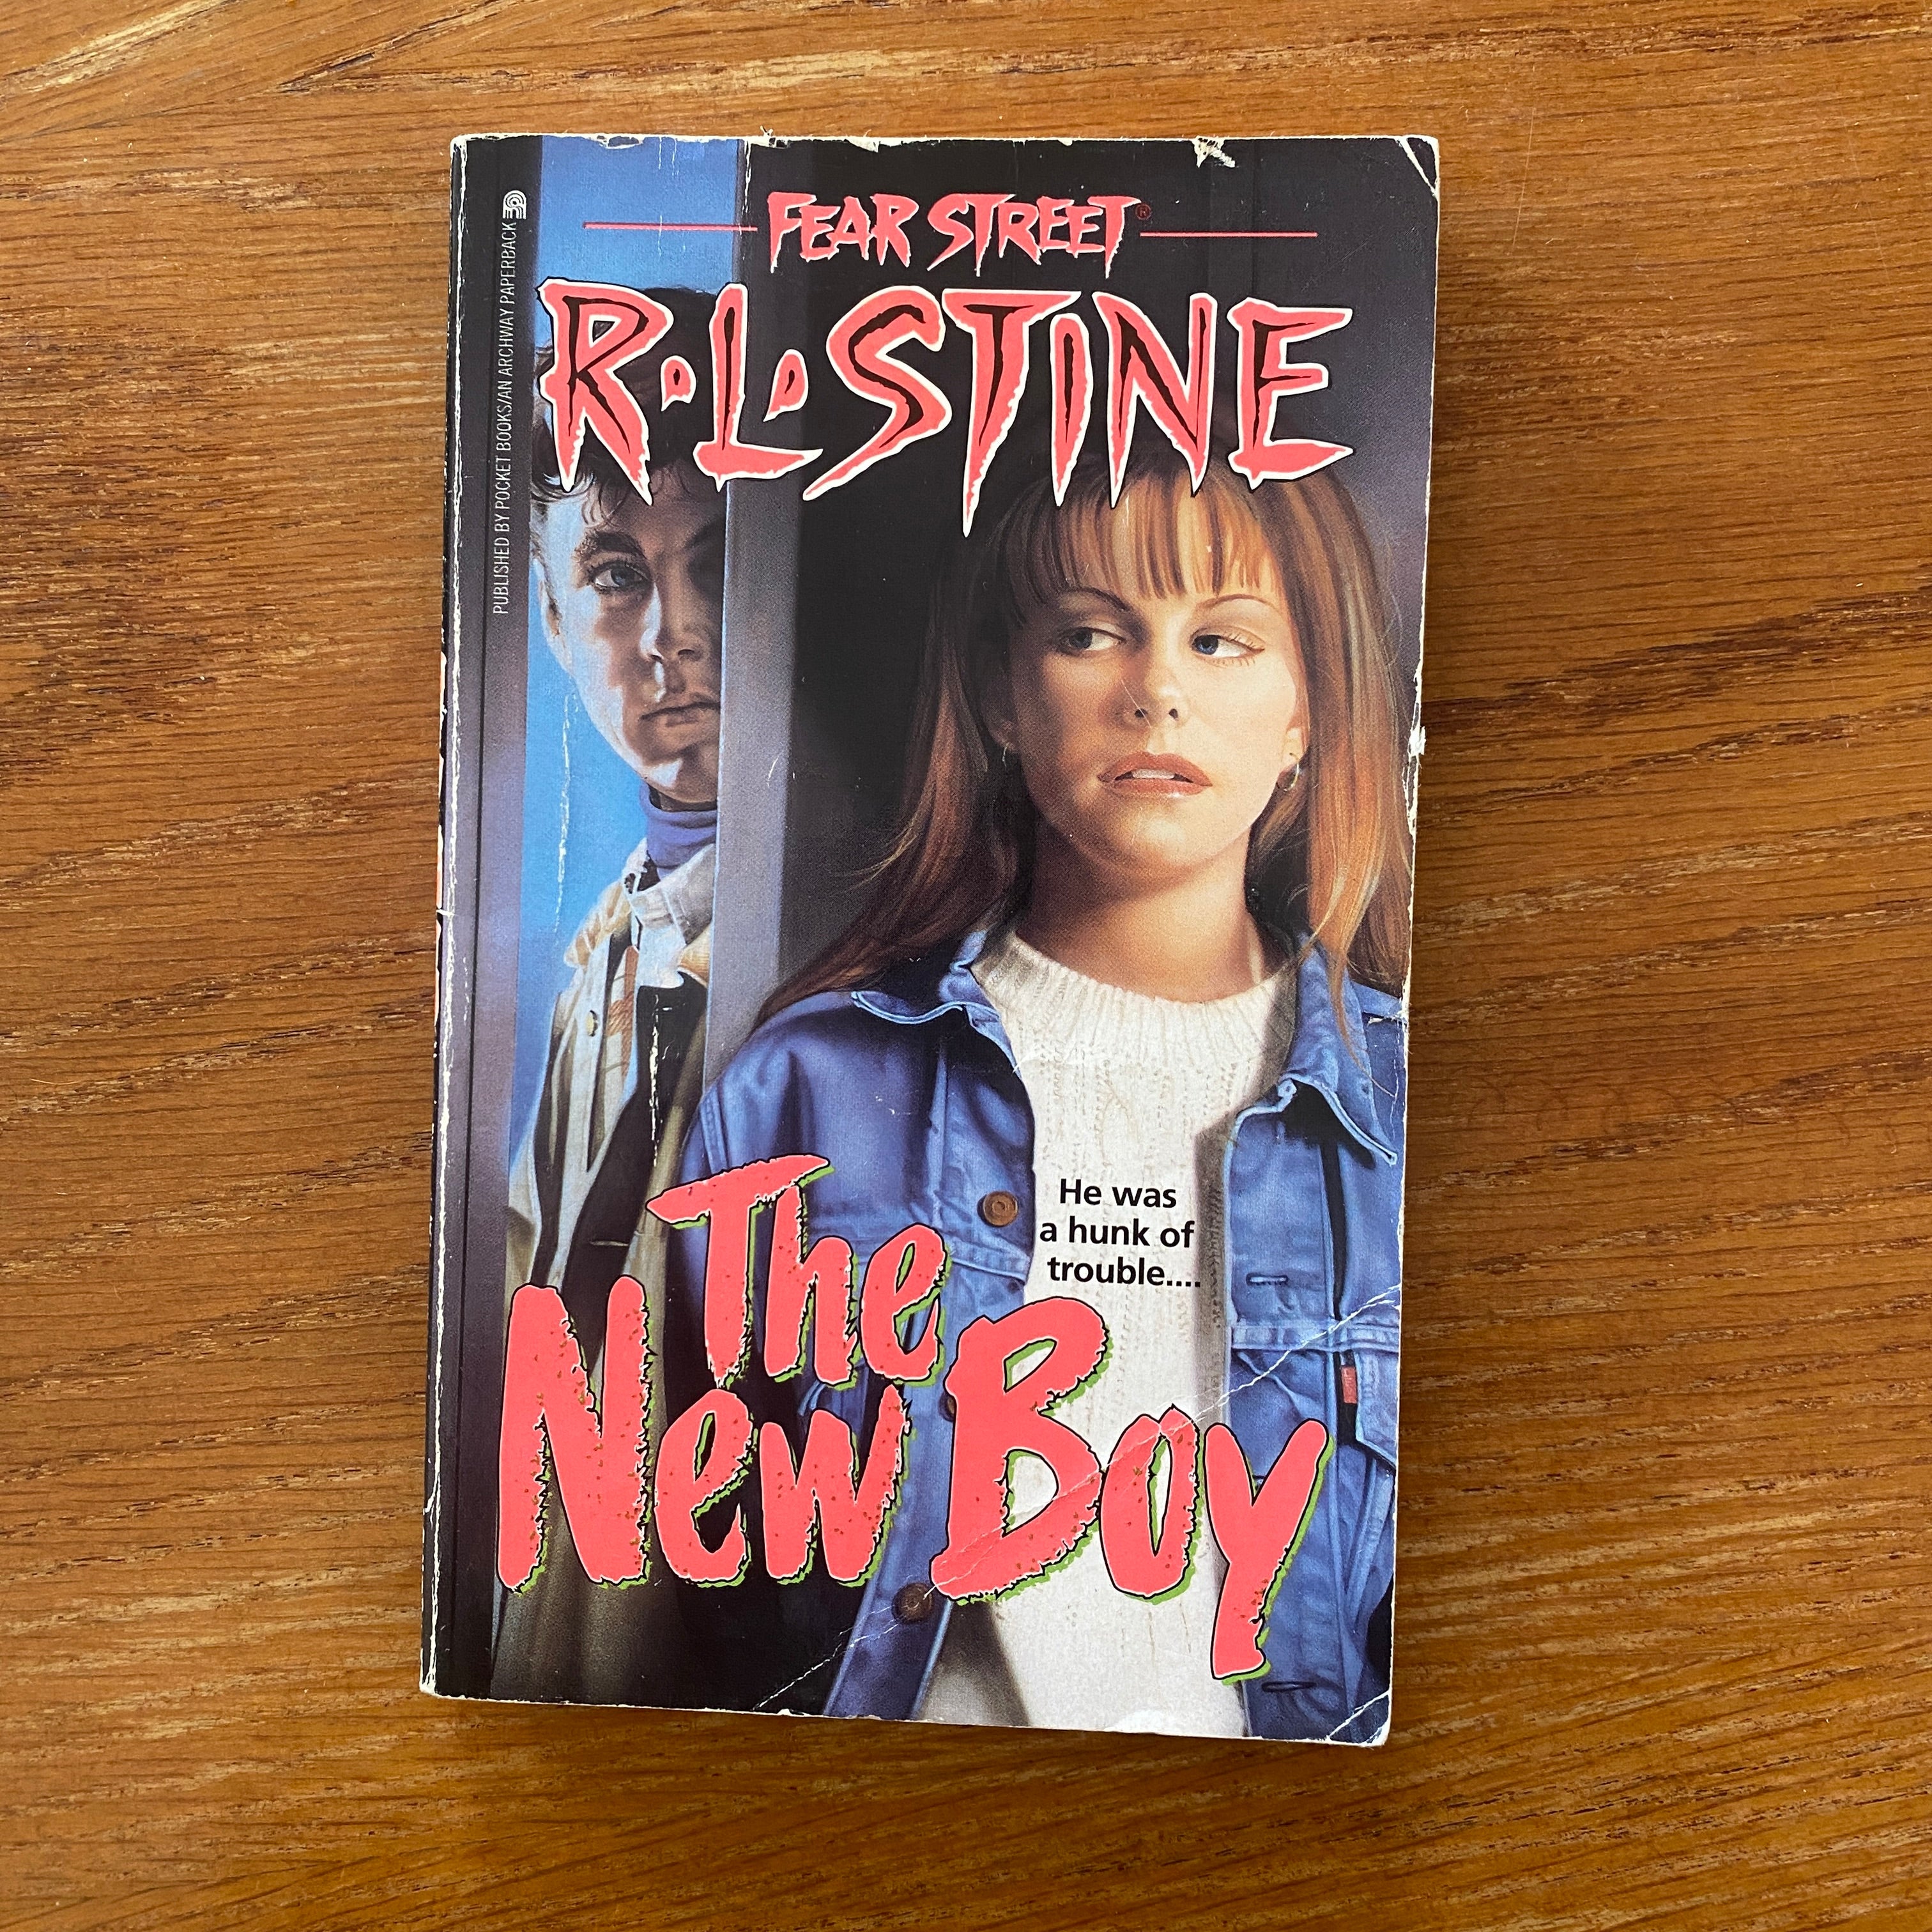 PUBLISHED BY POCKET BOOKS/AN ARCHWAY PAPERBACK
FEAR STREET®
R•L•STINE
He was
a hunk of
trouble....
The
New Boy